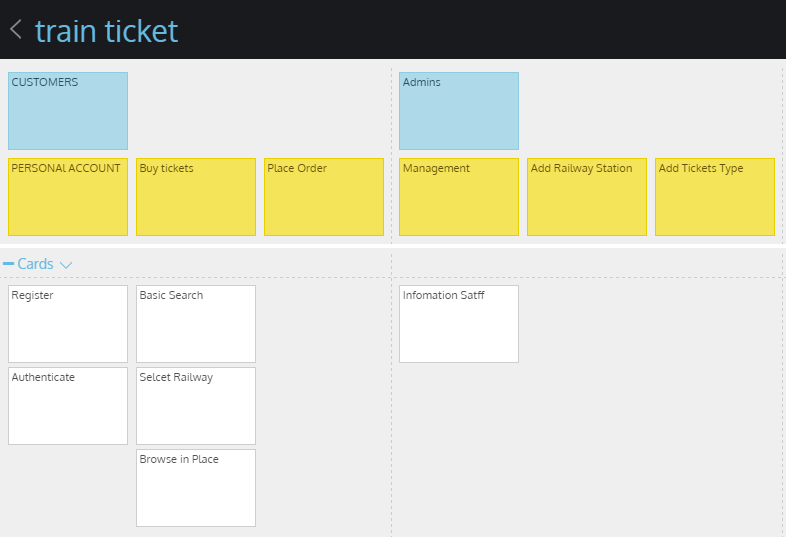 train ticket
CUSTOMERS
Admins
PERSONAl ACCOUNT
Buy tickets
Place Order
Management
Add Railway Station
Add Tickets Type
Cards
Register
Basic Search
Infomation Satff
Authenticate
Selcet Railway
Browse in Place